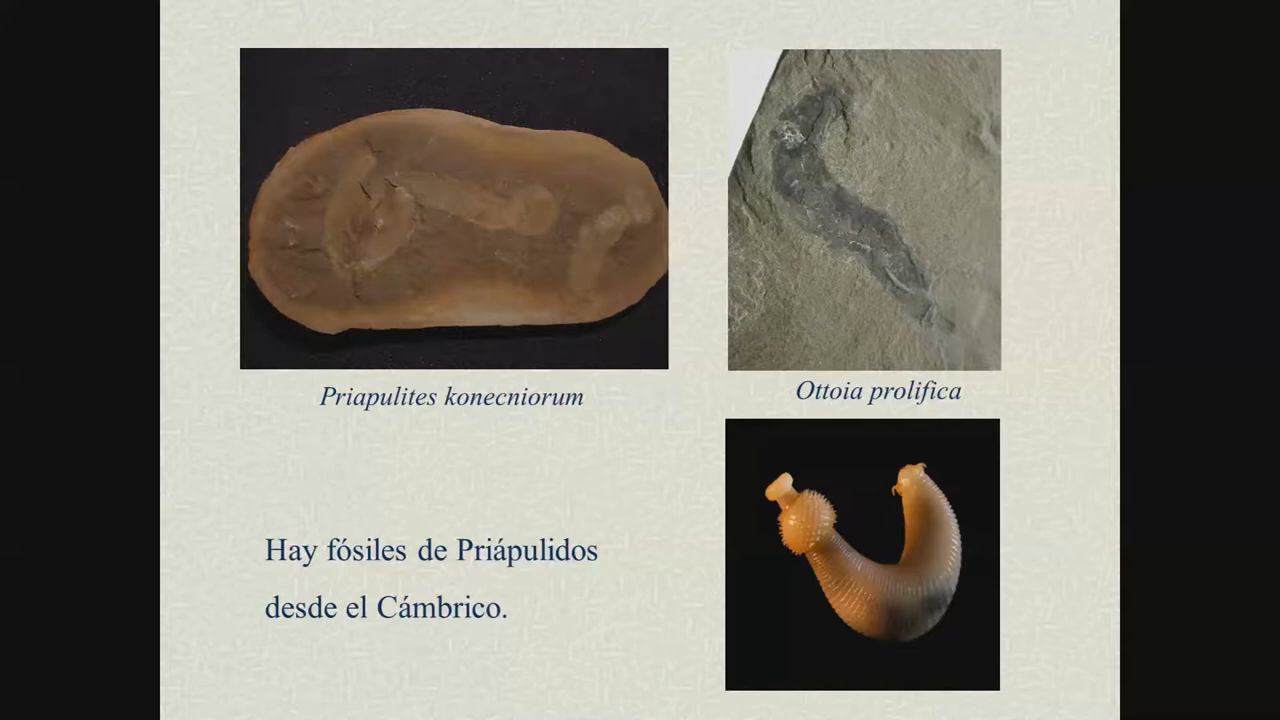 Priapulites konecniorum
Ottoia prolifica
Hay fósiles de Priápulidos
desde el Cámbrico.